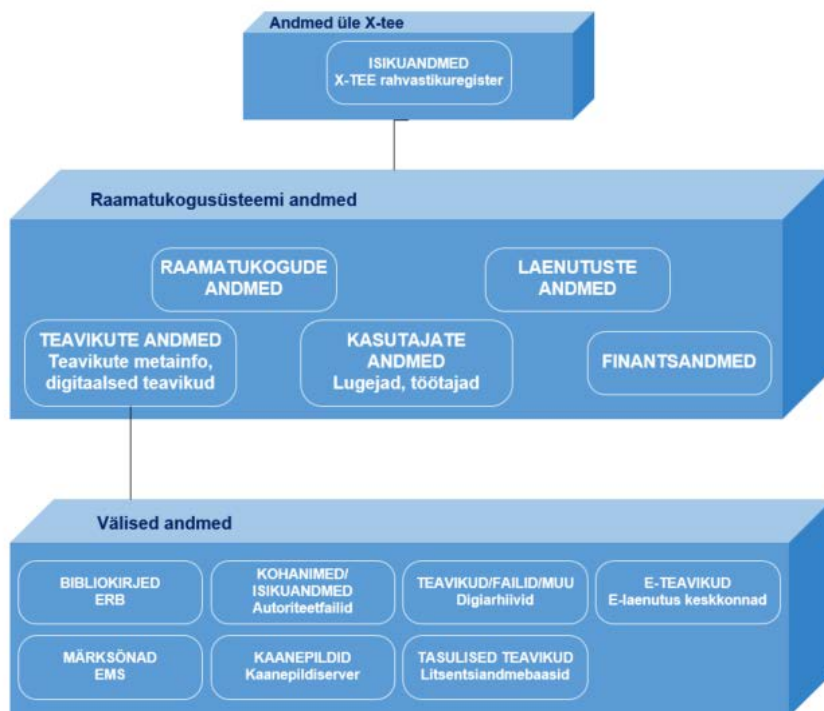 Andmed üle X-tee
ISIKUANDMED
X-TEE rahvastikuregister
Raamatukogusüsteemi andmed
RAAMATUKOGUDE
ANDMED
LAENUTUSTE
ANDMED
TEAVIKUTE ANDMED
Teavikute metainfo,
digitaalsed teavikud
KASUTAJATE
ANDMED
Lugejad, töötajad
FINANTSANDMED
Välised andmed
BIBLIOKIRJED
ERB
KOHANIMED/
ISIKUANDMED
Autoriteetfailid
TEAVIKUD/FAILID/MUU
Digiarhiivid
E-TEAVIKUD
E-laenutus keskkonnad
MÄRKSÕNAD
EMS
KAANEPILDID
Kaanepildiserver
TASULISED TEAVIKUD
Litsentsiandmebaasid